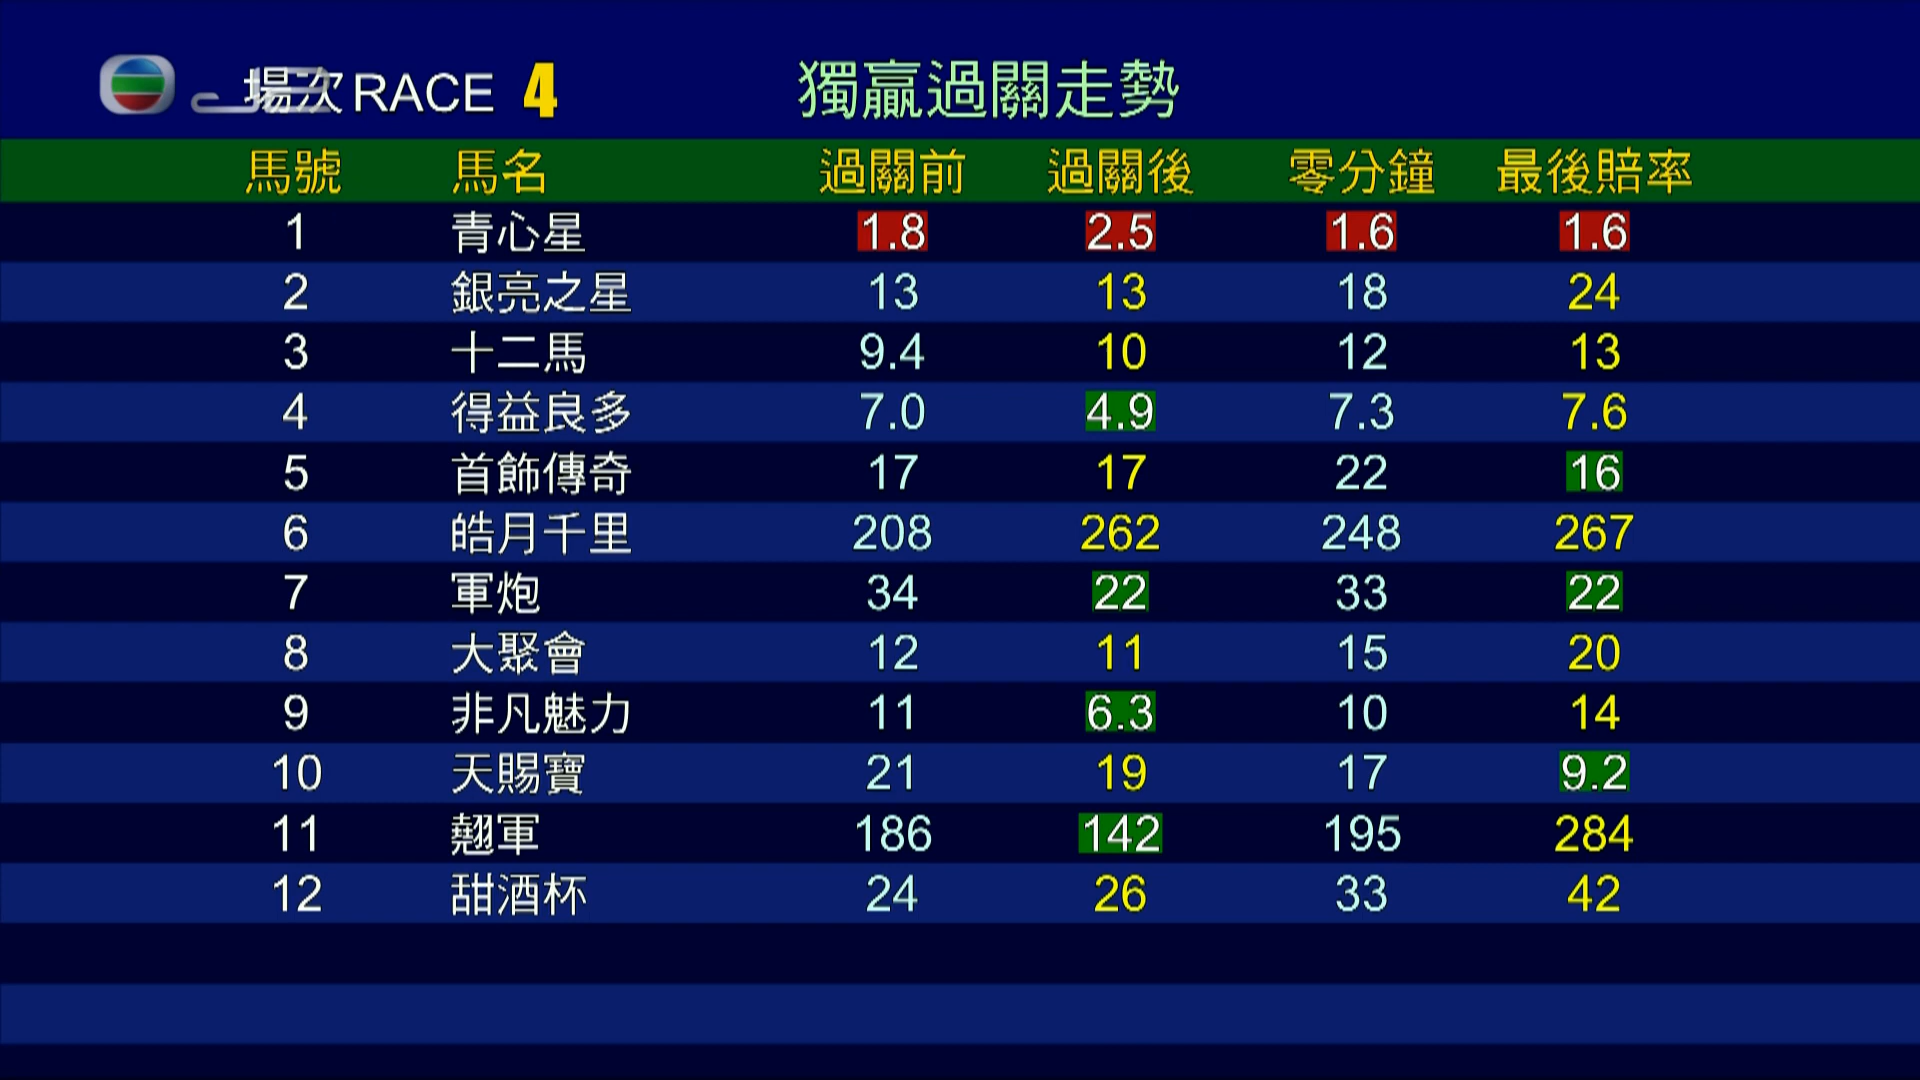 場次 RACE 4 獨贏過關走勢
馬號 馬名 過關前 過關後 零分鐘 最後賠率
1 青心星 1.8 2.5 1.6 1.6
2 銀亮之星 13 13 18 24
3 十二馬 9.4 10 12 13
4 得益良多 7.0 4.9 7.3 7.6
5 首飾傳奇 17 17 22 16
6 皓月千里 208 262 248 267
7 軍炮 34 22 33 22
8 大聚會 12 11 15 20
9 非凡魅力 11 6.3 10 14
10 天賜寶 21 19 17 9.2
11 翹軍 186 142 195 284
12 甜酒杯 24 26 33 42